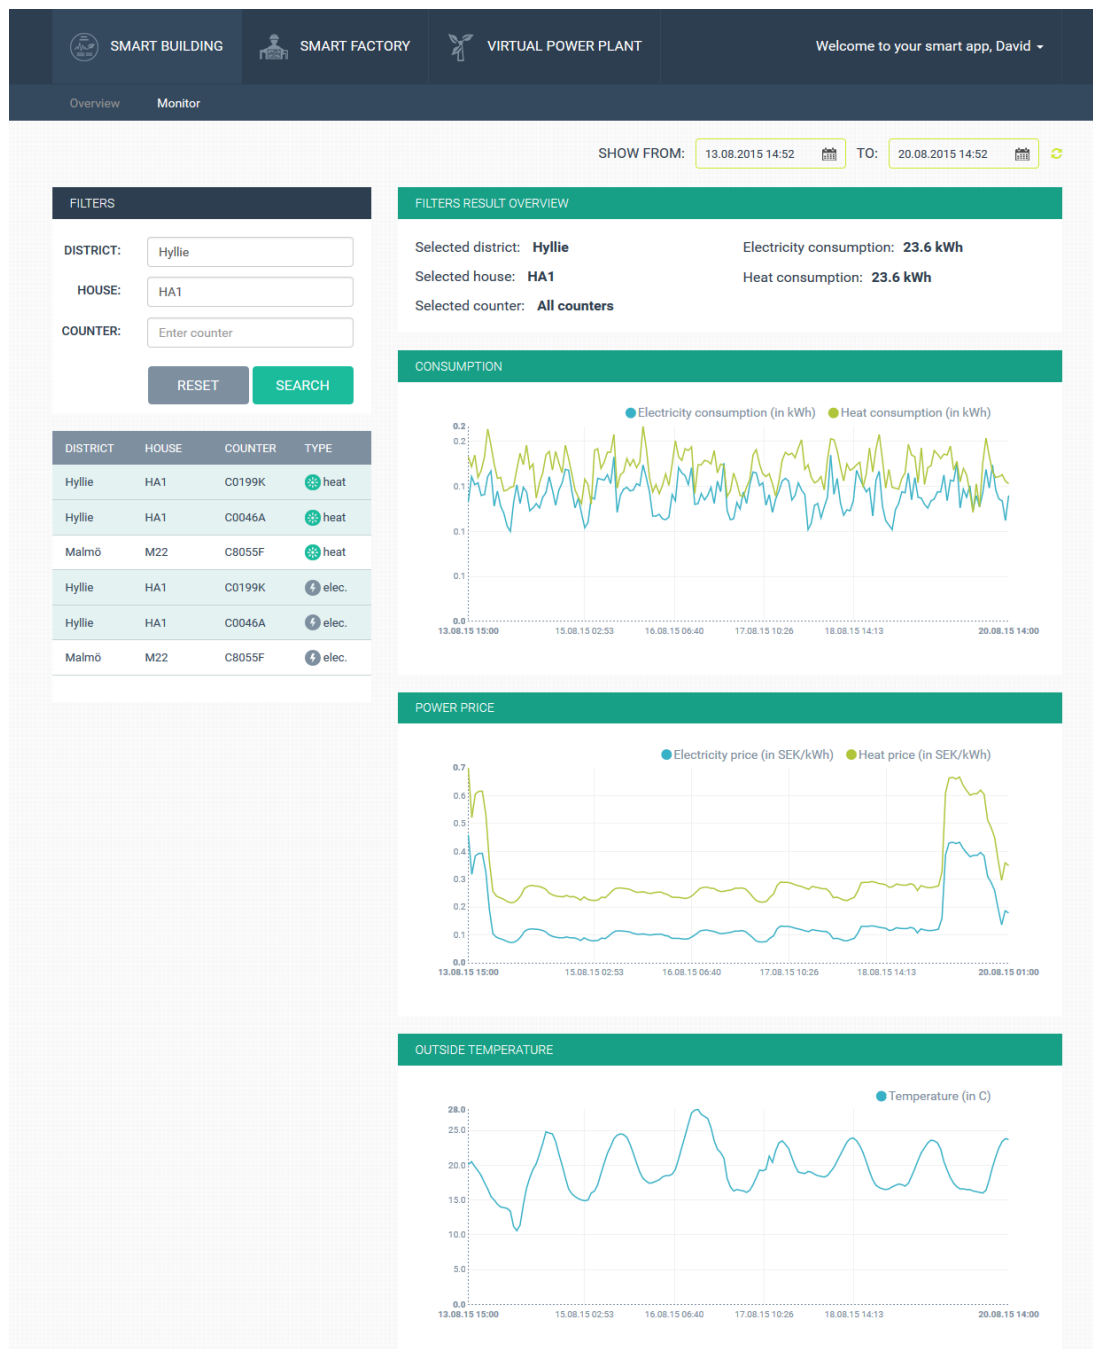 SMART BUILDING
SMART FACTORY
VIRTUAL POWER PLANT
Welcome to your smart app, David
Overview
Monitor
SHOW FROM: 13.08.2015 14:52 TO: 20.08.2015 14:52
FILTERS
DISTRICT: Hyllie
HOUSE: HA1
COUNTER: Enter counter
RESET SEARCH
DISTRICT HOUSE COUNTER TYPE
Hyllie HA1 C0199K heat
Hyllie HA1 C0046A heat
Malmö M22 C8055F heat
Hyllie HA1 C0199K elec.
Hyllie HA1 C0046A elec.
Malmö M22 C8055F elec.
FILTERS RESULT OVERVIEW
Selected district: Hyllie
Selected house: HA1
Selected counter: All counters
Electricity consumption: 23.6 kWh
Heat consumption: 23.6 kWh
CONSUMPTION
Electricity consumption (in kWh) Heat consumption (in kWh)
0.2
0.2
0.1
0.1
0.1
0.0
13.08.15 15:00 15.08.15 02:53 16.08.15 06:40 17.08.15 10:26 18.08.15 14:13 20.08.15 14:00
POWER PRICE
Electricity price (in SEK/kWh) Heat price (in SEK/kWh)
0.7
0.6
0.5
0.4
0.3
0.2
0.1
0.0
13.08.15 15:00 15.08.15 02:53 16.08.15 06:40 17.08.15 10:26 18.08.15 14:13 20.08.15 01:00
OUTSIDE TEMPERATURE
Temperature (in C)
28.0
25.0
20.0
15.0
10.0
5.0
0.0
13.08.15 15:00 15.08.15 02:53 16.08.15 06:40 17.08.15 10:26 18.08.15 14:13 20.08.15 14:00